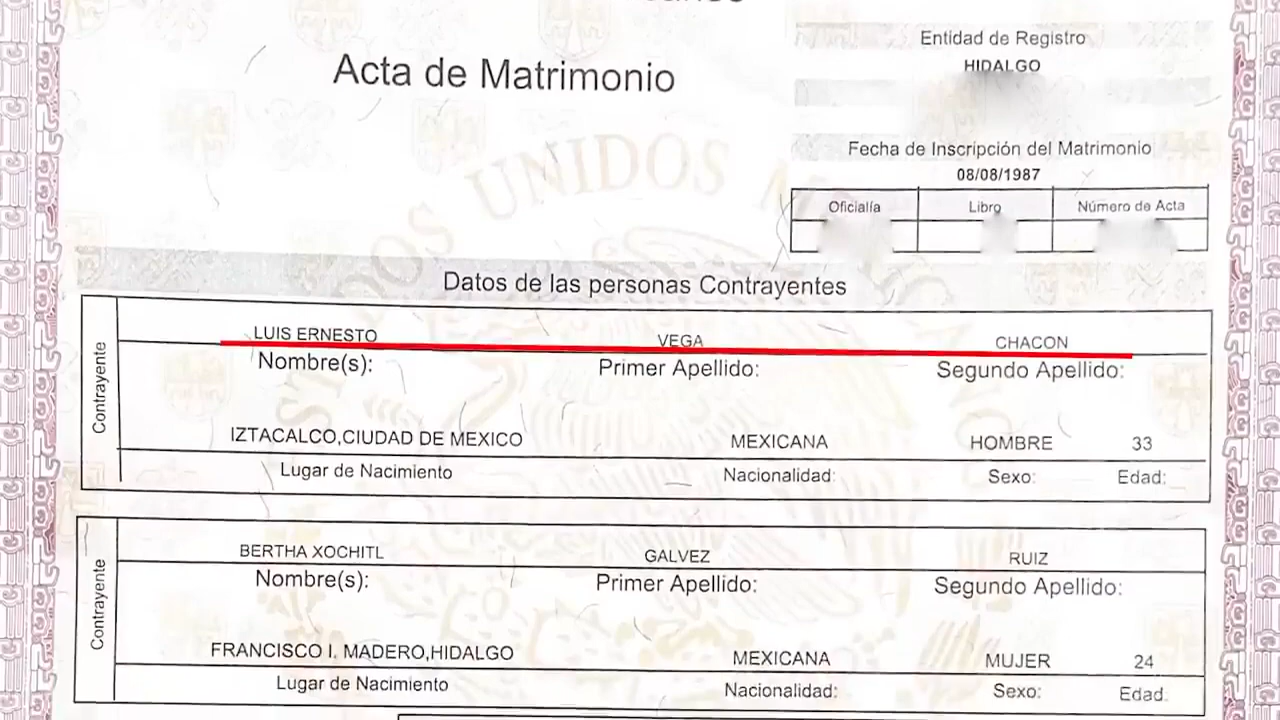 Acta de Matrimonio
Entidad de Registro
HIDALGO
Fecha de Inscripción del Matrimonio
08/08/1987
Oficialía Libro Número de Acta
UNIDOS
Datos de las personas Contrayentes
Contrayente
LUIS ERNESTO VEGA CHACON
Nombre(s): Primer Apellido: Segundo Apellido:
IZTACALCO,CIUDAD DE MEXICO MEXICANA HOMBRE 33
Lugar de Nacimiento Nacionalidad: Sexo: Edad:
Contrayente
BERTHA XOCHITL GALVEZ RUIZ
Nombre(s): Primer Apellido: Segundo Apellido:
FRANCISCO I. MADERO,HIDALGO MEXICANA MUJER 24
Lugar de Nacimiento Nacionalidad: Sexo: Edad: